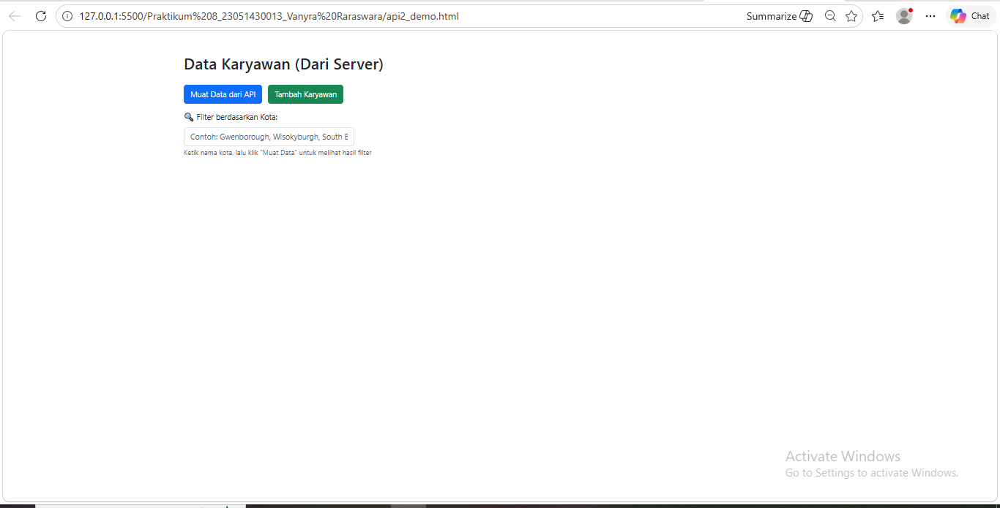 127.0.0.1:5500/Praktikum%208_23051430013_Vanyra%20Raraswara/api2_demo.html
Summarize
Chat
Data Karyawan (Dari Server)
Muat Data dari API
Tambah Karyawan
🔍 Filter berdasarkan Kota:
Contoh: Gwenborough, Wisokyburgh, South E
Ketik nama kota, lalu klik "Muat Data" untuk melihat hasil filter
Activate Windows
Go to Settings to activate Windows.